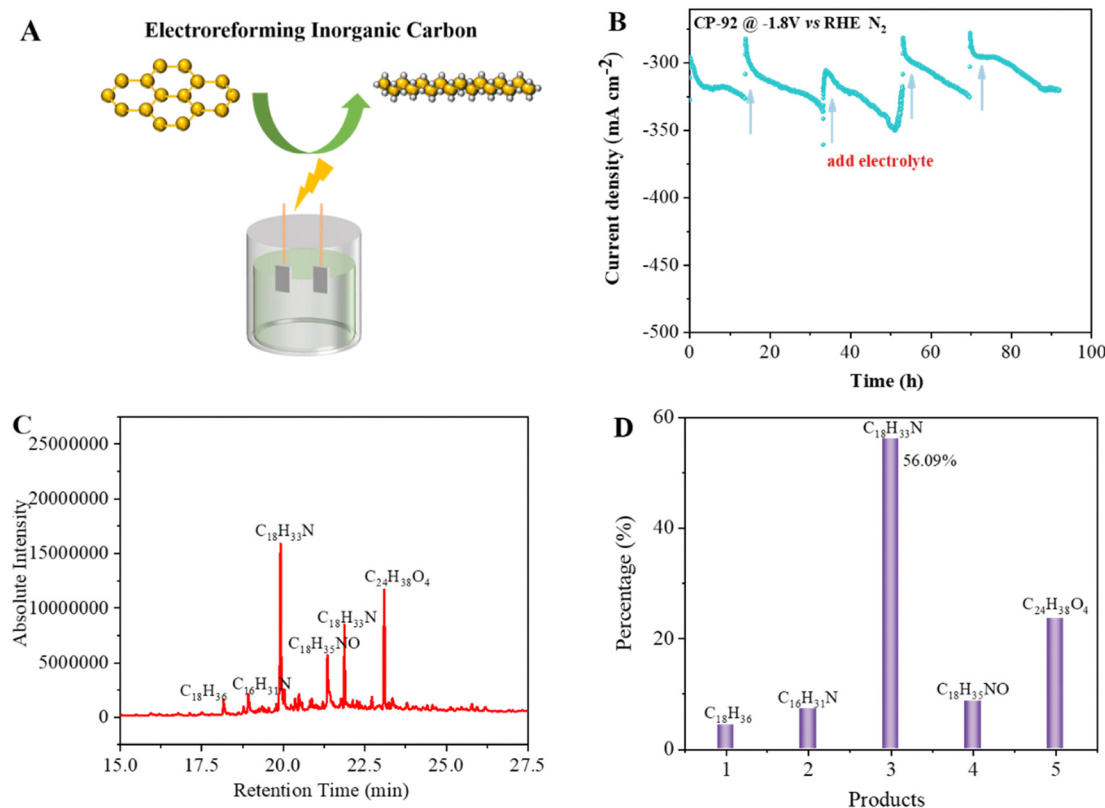 A
Electroreforming Inorganic Carbon
B
CP-92 @ -1.8V vs RHE N₂
-300
-350
-400
-450
-500
add electrolyte
Current density (mA cm⁻²)
0
20
40
60
80
100
Time (h)
C
25000000
20000000
15000000
10000000
5000000
0
C₁₈H₃₆
C₁₆H₃₁N
C₁₈H₃₃N
C₁₈H₃₅NO
C₁₈H₃₃N
C₂₄H₃₈O₄
Absolute Intensity
15.0
17.5
20.0
22.5
25.0
27.5
Retention Time (min)
D
60
40
20
0
C₁₈H₃₆
C₁₆H₃₁N
C₁₈H₃₃N
56.09%
C₁₈H₃₅NO
C₂₄H₃₈O₄
Percentage (%)
1
2
3
4
5
Products